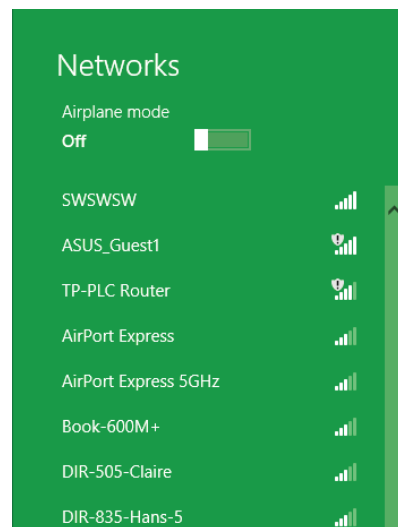 Networks
Airplane mode
Off
SWSWSW
ASUS_Guest1
TP-PLC Router
AirPort Express
AirPort Express 5GHz
Book-600M+
DIR-505-Claire
DIR-835-Hans-5